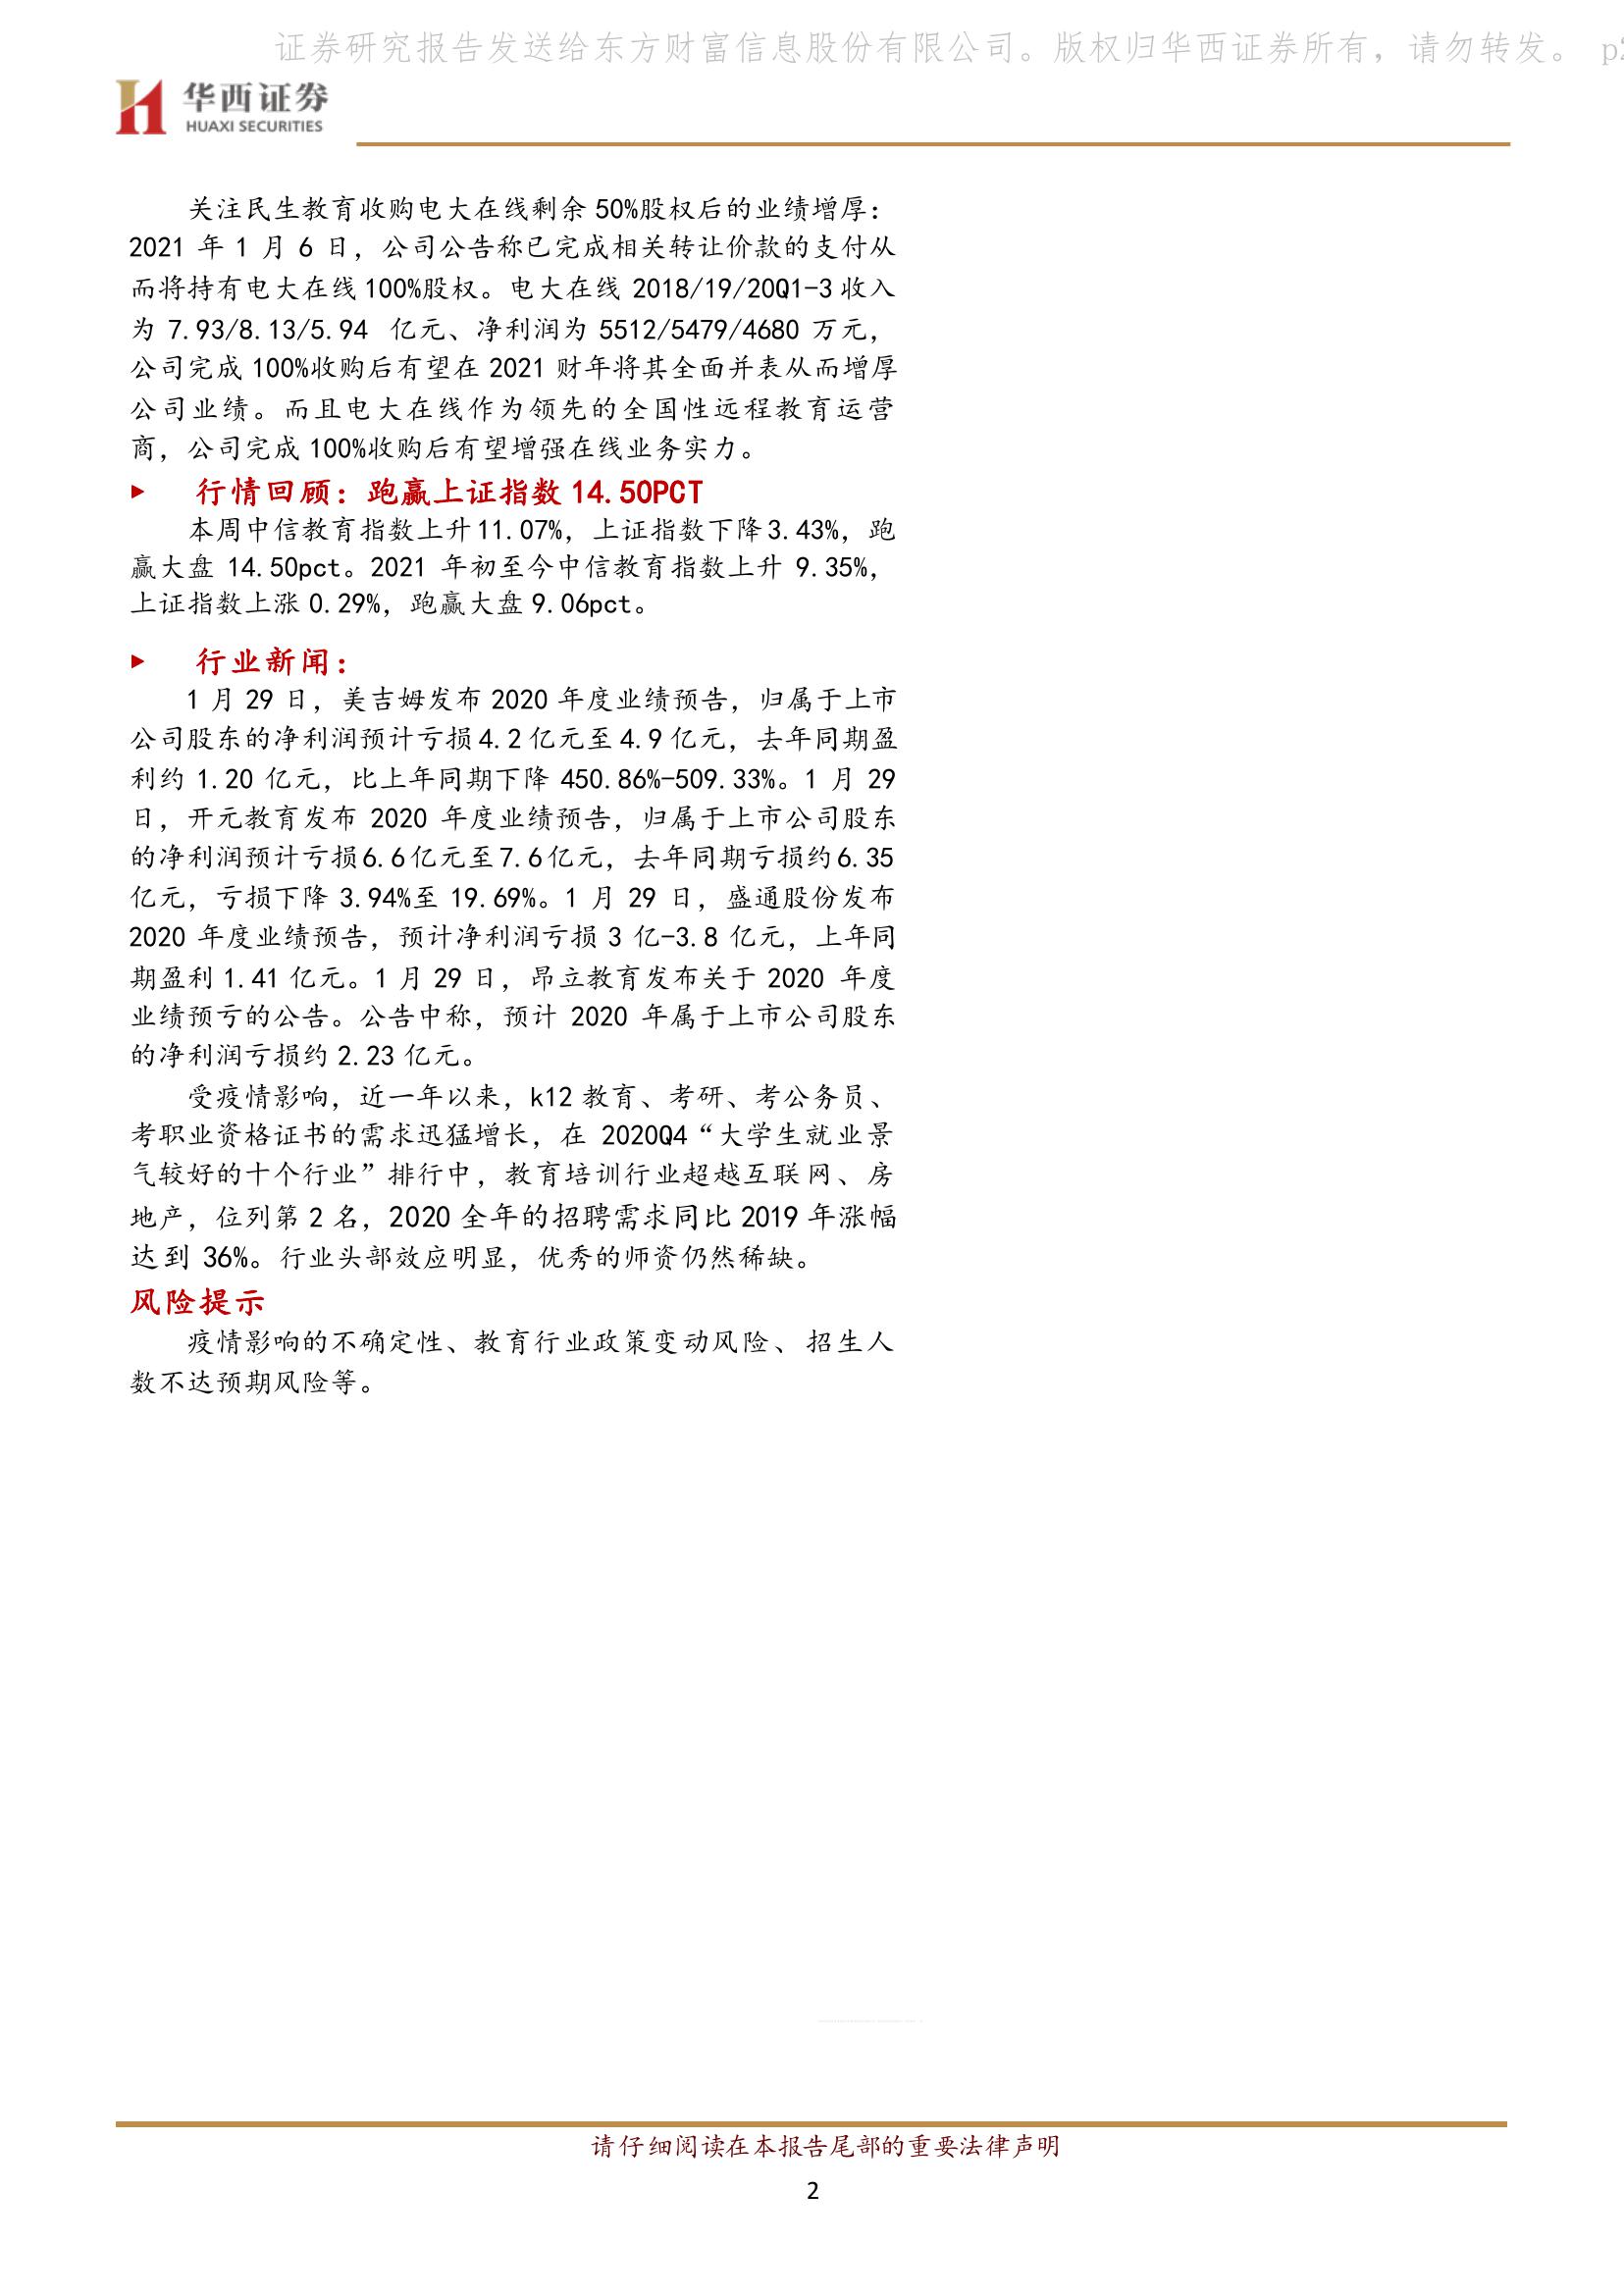 证券研究报告发送给东方财富信息股份有限公司。版权归华西证券所有，请勿转发。 p2
华西证券
HUAXI SECURITIES
关注民生教育收购电大在线剩余 50%股权后的业绩增厚：
2021 年 1 月 6 日，公司公告称已完成相关转让价款的支付从
而将持有电大在线 100%股权。电大在线 2018/19/20Q1-3 收入
为 7.93/8.13/5.94 亿元、净利润为 5512/5479/4680 万元，
公司完成 100%收购后有望在 2021 财年将其全面并表从而增厚
公司业绩。而且电大在线作为领先的全国性远程教育运营
商，公司完成 100%收购后有望增强在线业务实力。
▶ 行情回顾：跑赢上证指数 14.50PCT
本周中信教育指数上升 11.07%，上证指数下降 3.43%，跑
赢大盘 14.50pct。2021 年初至今中信教育指数上升 9.35%，
上证指数上涨 0.29%，跑赢大盘 9.06pct。
▶ 行业新闻：
1 月 29 日，美吉姆发布 2020 年度业绩预告，归属于上市
公司股东的净利润预计亏损 4.2 亿元至 4.9 亿元，去年同期盈
利约 1.20 亿元，比上年同期下降 450.86%-509.33%。1 月 29
日，开元教育发布 2020 年度业绩预告，归属于上市公司股东
的净利润预计亏损 6.6 亿元至 7.6 亿元，去年同期亏损约 6.35
亿元，亏损下降 3.94%至 19.69%。1 月 29 日，盛通股份发布
2020 年度业绩预告，预计净利润亏损 3 亿-3.8 亿元，上年同
期盈利 1.41 亿元。1 月 29 日，昂立教育发布关于 2020 年度
业绩预亏的公告。公告中称，预计 2020 年属于上市公司股东
的净利润亏损约 2.23 亿元。
受疫情影响，近一年以来，k12 教育、考研、考公务员、
考职业资格证书的需求迅猛增长，在 2020Q4“大学生就业景
气较好的十个行业”排行中，教育培训行业超越互联网、房
地产，位列第 2 名，2020 全年的招聘需求同比 2019 年涨幅
达到 36%。行业头部效应明显，优秀的师资仍然稀缺。
风险提示
疫情影响的不确定性、教育行业政策变动风险、招生人
数不达预期风险等。
请仔细阅读在本报告尾部的重要法律声明
2